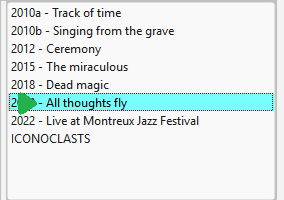 2010a - Track of time
2010b - Singing from the grave
2012 - Ceremony
2015 - The miraculous
2018 - Dead magic
- All thoughts fly
2022 - Live at Montreux Jazz Festival
ICONOCLASTS